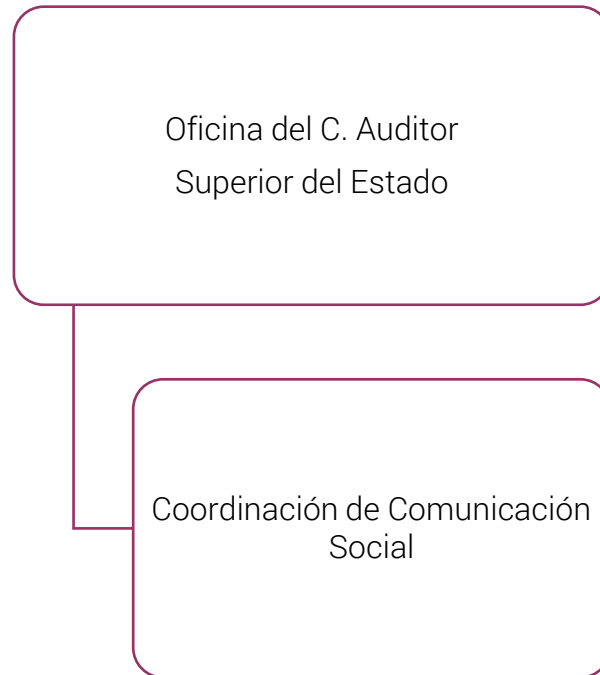 Oficina del C. Auditor
Superior del Estado
Coordinación de Comunicación
Social